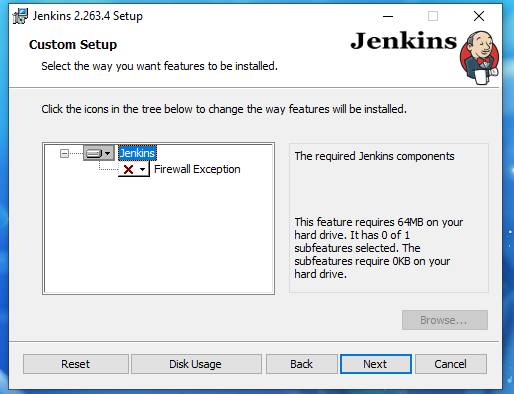 Jenkins 2.263.4 Setup
Custom Setup
Select the way you want features to be installed.
Jenkins
Click the icons in the tree below to change the way features will be installed.
Jenkins
Firewall Exception
The required Jenkins components
This feature requires 64MB on your
hard drive. It has 0 of 1
subfeatures selected. The
subfeatures require 0KB on your
hard drive.
Browse...
Reset
Disk Usage
Back
Next
Cancel